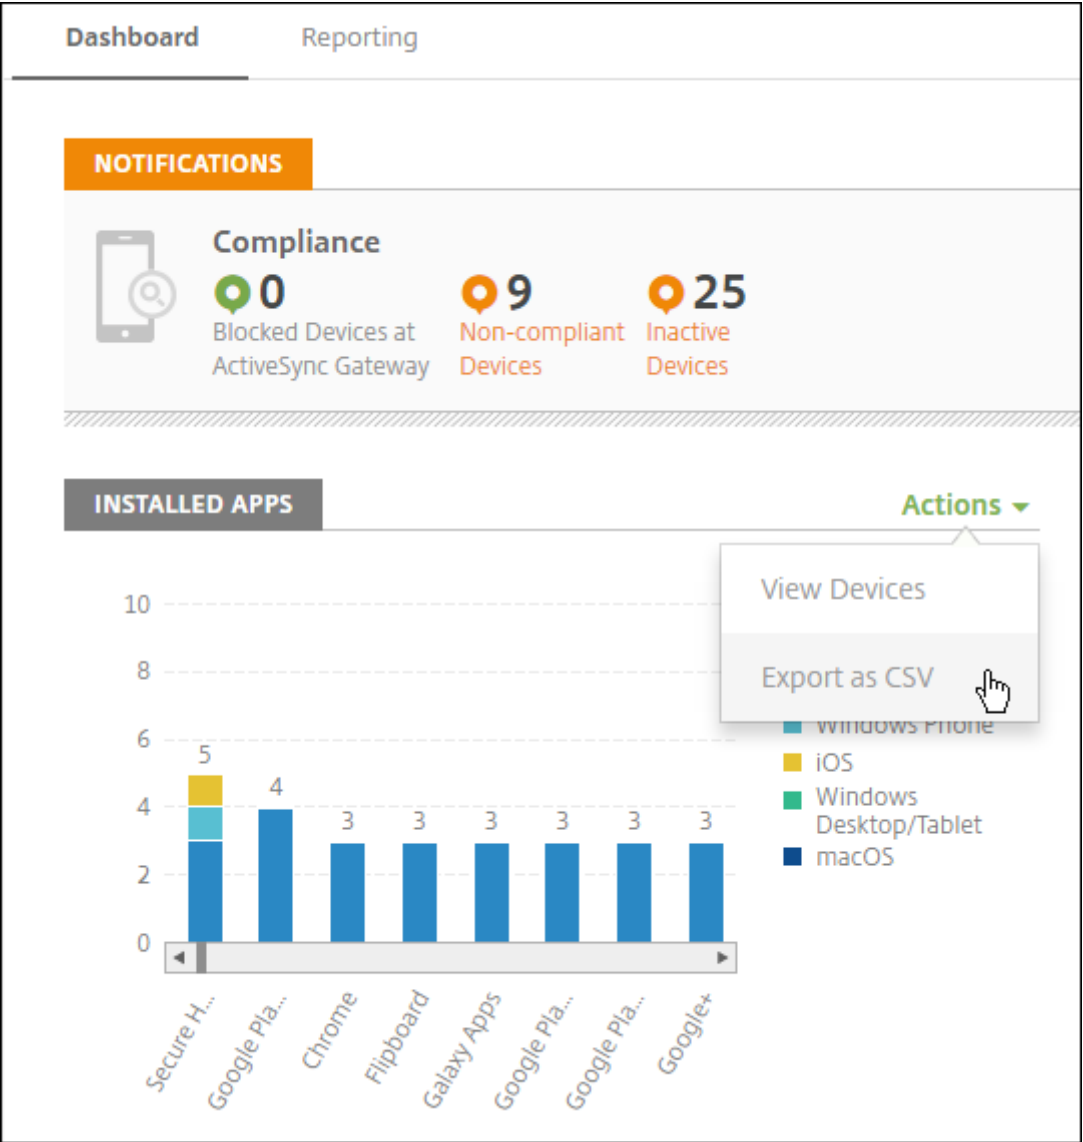 Dashboard
Reporting
NOTIFICATIONS
Compliance
0
Blocked Devices at
ActiveSync Gateway
9
Non-compliant
Devices
25
Inactive
Devices
INSTALLED APPS
Actions
View Devices
Export as CSV
Windows Phone
iOS
Windows
Desktop/Tablet
macOS
10
8
6
4
2
0
5
4
3
3
3
3
3
3
Secure H...
Google Pla...
Chrome
Flipboard
Galaxy Apps
Google Pla...
Google Pla...
Google+